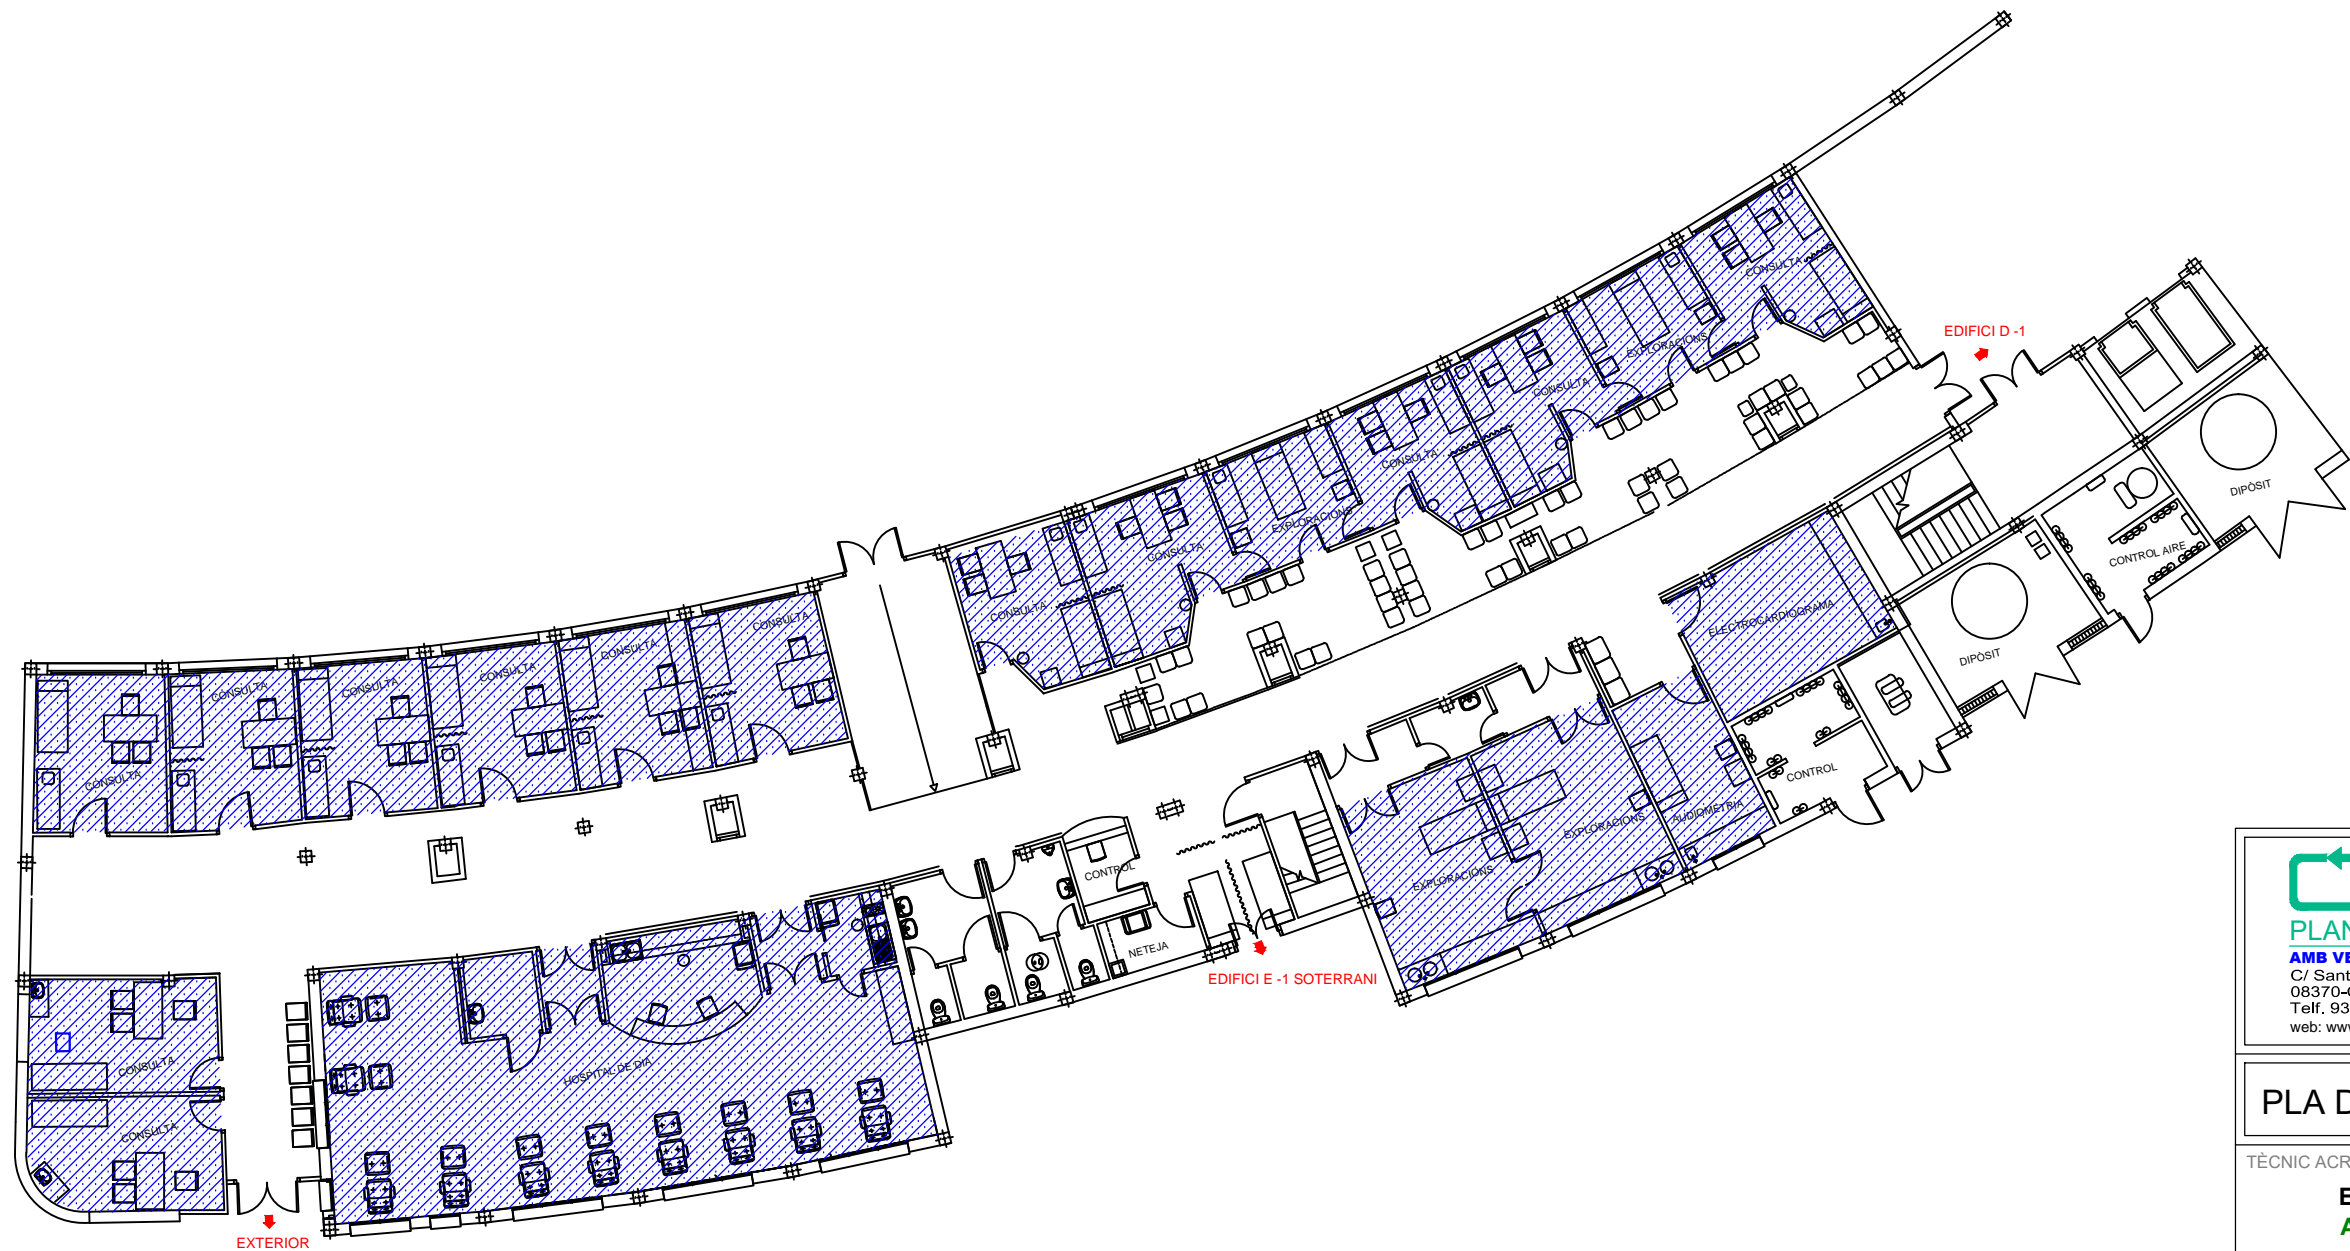 EDIFICI D -1
CONSULTA
EXPLORACIONS
CONSULTA
CONSULTA
EXPLORACIONS
CONSULTA
CONSULTA
DIPÒSIT
CONTROL AIRE
ELECTROCARDIOGRAMA
DIPÒSIT
CONSULTA
CONSULTA
CONSULTA
CONSULTA
CONSULTA
CONSULTA
CONTROL
AUDIOMETRIA
EXPLORACIONS
EXPLORACIONS
CONTROL
NETEJA
EDIFICI E -1 SOTERRANI
HOSPITAL DE DIA
CONSULTA
CONSULTA
EXTERIOR
PLAN
AMB VE
C/ Sant
08370-
Telf. 93
web: www
PLA D
TÈCNIC ACR
E
A